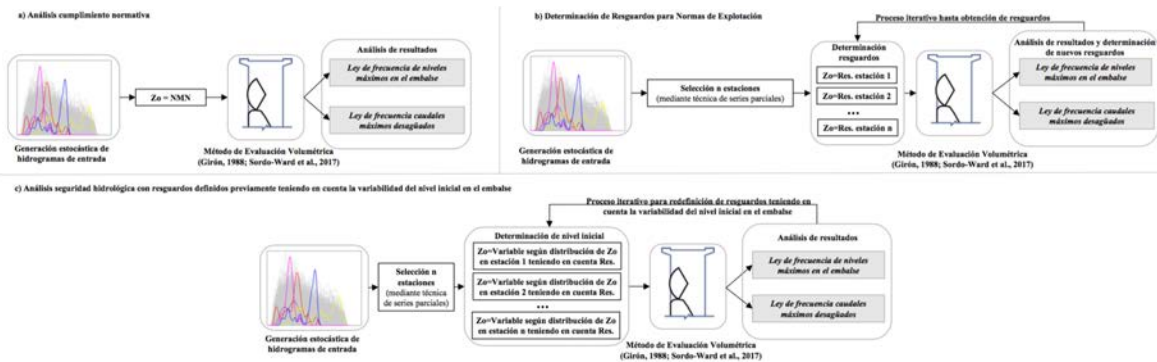 a) Análisis cumplimiento normativa
Generación estocástica de
hidrogramas de entrada
Zo = NMN
Método de Evaluación Volumétrica
(Girón, 1988; Sordo-Ward et al., 2017)
Análisis de resultados
Ley de frecuencia de niveles
máximos en el embalse
Ley de frecuencia caudales
máximos desagüados
b) Determinación de Resguardos para Normas de Explotación
Proceso iterativo hasta obtención de resguardos
Generación estocástica de
hidrogramas de entrada
Selección n estaciones
(mediante técnica de series parciales)
Determinación
resguardos
Zo=Res. estación 1
Zo=Res. estación 2
...
Zo=Res. estación n
Método de Evaluación Volumétrica
(Girón, 1988; Sordo-Ward et al., 2017)
Análisis de resultados y determinación
de nuevos resguardos
Ley de frecuencia de niveles
máximos en el embalse
Ley de frecuencia caudales
máximos desagüados
c) Análisis seguridad hidrológica con resguardos definidos previamente teniendo en cuenta la variabilidad del nivel inicial en el embalse
Proceso iterativo para redefinición de resguardos teniendo en
cuenta la variabilidad del nivel inicial en el embalse
Generación estocástica de
hidrogramas de entrada
Selección n
estaciones
(mediante técnica
de series parciales)
Determinación de nivel inicial
Zo=Variable según distribución de Zo
en estación 1 teniendo en cuenta Res.
Zo=Variable según distribución de Zo
en estación 2 teniendo en cuenta Res.
...
Zo=Variable según distribución de Zo
en estación n teniendo en cuenta Res.
Método de Evaluación Volumétrica
(Girón, 1988; Sordo-Ward et al., 2017)
Análisis de resultados
Ley de frecuencia de niveles
máximos en el embalse
Ley de frecuencia caudales
máximos desagüados